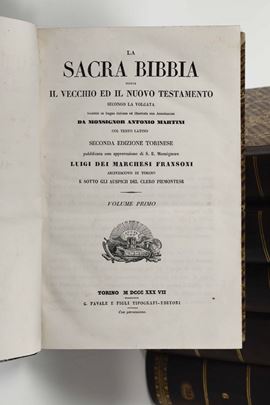 LA
SACRA BIBBIA
OSSIA
IL VECCHIO ED IL NUOVO TESTAMENTO
SECONDO LA VOLGATA
tradotta in lingua italiana ed illustrata con Annotazioni
DA MONSIGNOR ANTONIO MARTINI
COL TESTO LATINO
SECONDA EDIZIONE TORINESE
pubblicata con approvazione di S. E. Monsignore
LUIGI DEI MARCHESI FRANSONI
ARCIVESCOVO DI TORINO
E SOTTO GLI AUSPICII DEL CLERO PIEMONTESE
VOLUME PRIMO
TORINO M DCCC XXX VII
G. FAVALE E FIGLI TIPOGRAFI-EDITORI
Con permissione.